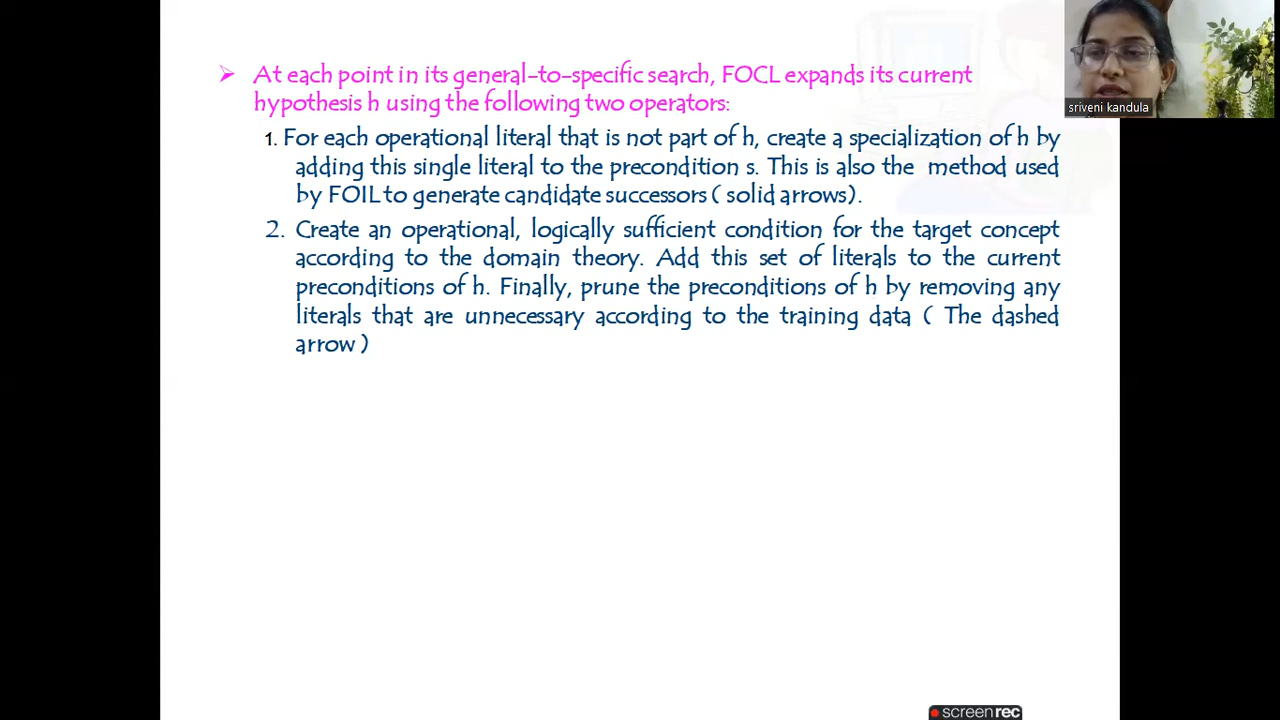 ➢ At each point in its general-to-specific search, FOCL expands its current
hypothesis h using the following two operators:
1. For each operational literal that is not part of h, create a specialization of h by
adding this single literal to the precondition s. This is also the method used
by FOIL to generate candidate successors ( solid arrows).
2. Create an operational, logically sufficient condition for the target concept
according to the domain theory. Add this set of literals to the current
preconditions of h. Finally, prune the preconditions of h by removing any
literals that are unnecessary according to the training data ( The dashed
arrow )
sriveni kandula
screenrec